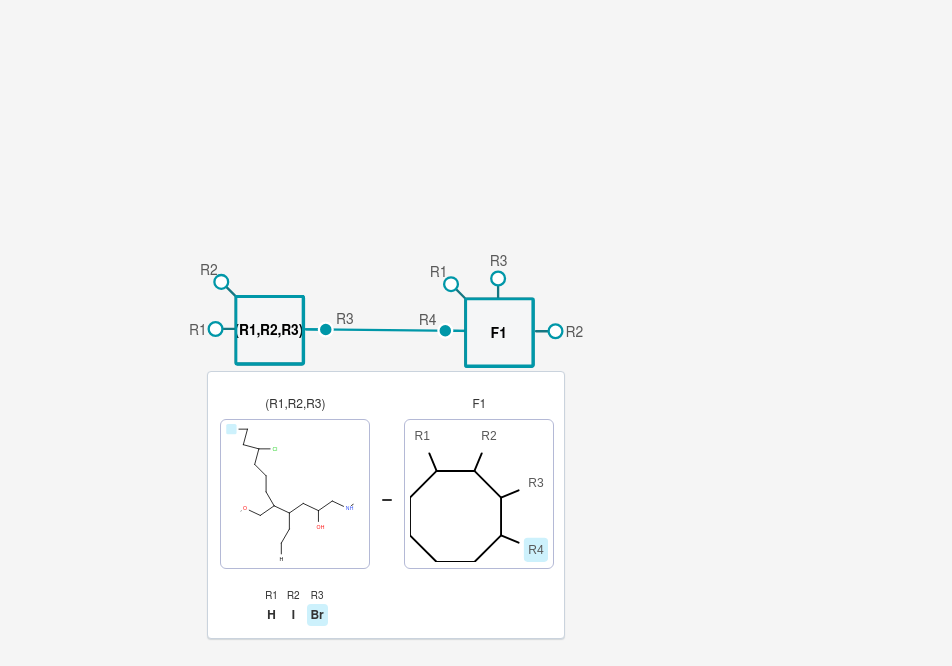 R2
R1
(R1,R2,R3)
R3
R1
R3
R4
F1
R2
(R1,R2,R3)
F1
Cl
O
OH
NH
H
R1
R2
R3
R4
R1 R2 R3
H I Br